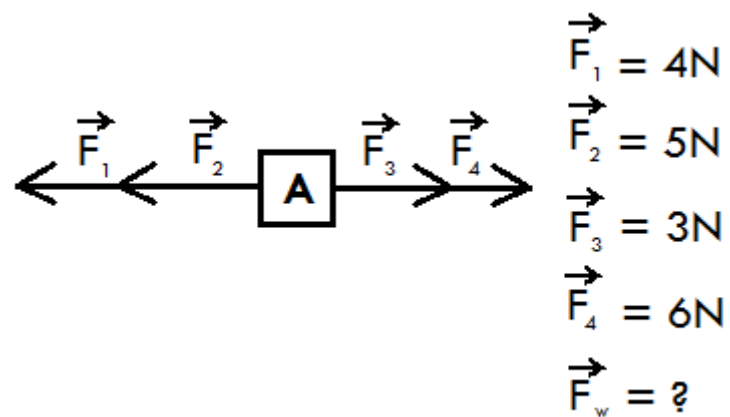 F₁ F₂ A F₃ F₄
F₁ = 4N
F₂ = 5N
F₃ = 3N
F₄ = 6N
F_w = ?